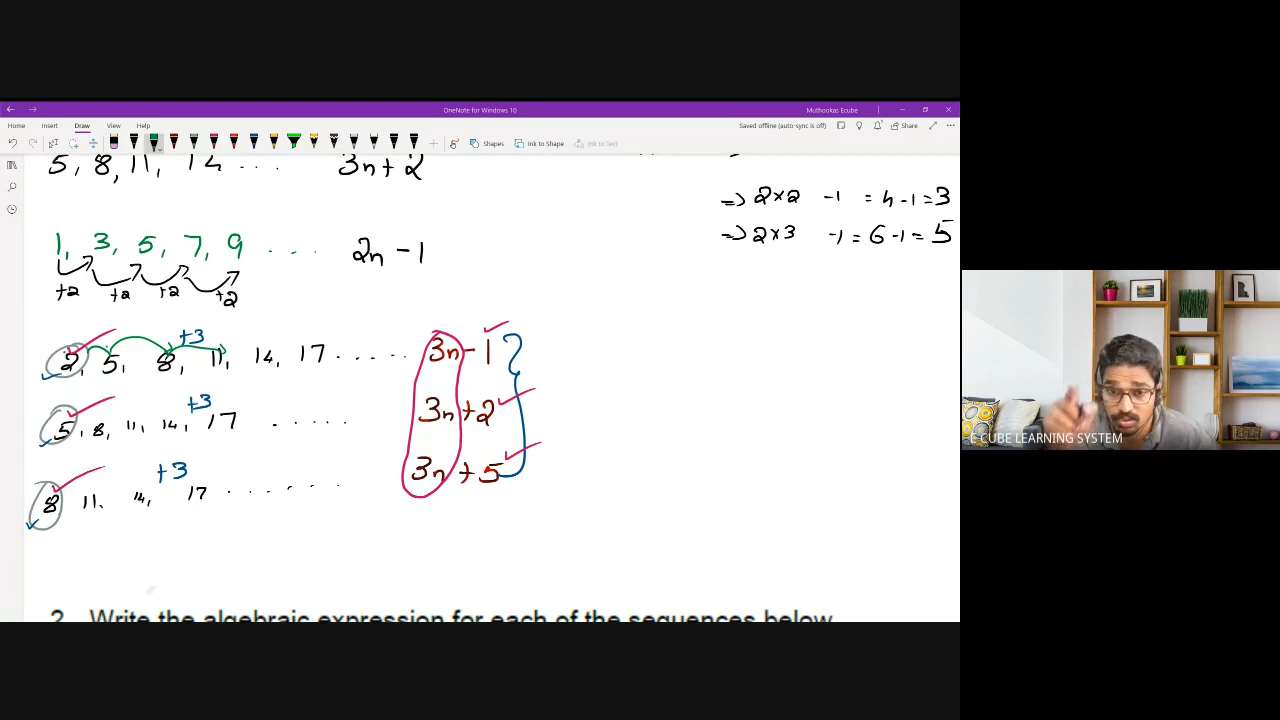 OneNote for Windows 10
Muthookas Ecube
Home Insert Draw View Help
Saved offline (auto-sync is off)
Share
Shapes Ink to Shape Ink to Text
5, 8, 11, 14 .... 3n+2
=> 2×2 -1 = 4-1=3
=> 2×3 -1 = 6-1=5
1, 3, 5, 7, 9 .... 2n-1
+2 +2 +2 +2
+3
2, 5, 8, 11, 14, 17 ..... 3n-1
+3
5, 8, 11, 14, 17 ..... 3n+2
+3
8 11, 14, 17 ...... 3n+5
2. Write the algebraic expression for each of the sequences below
E CUBE LEARNING SYSTEM